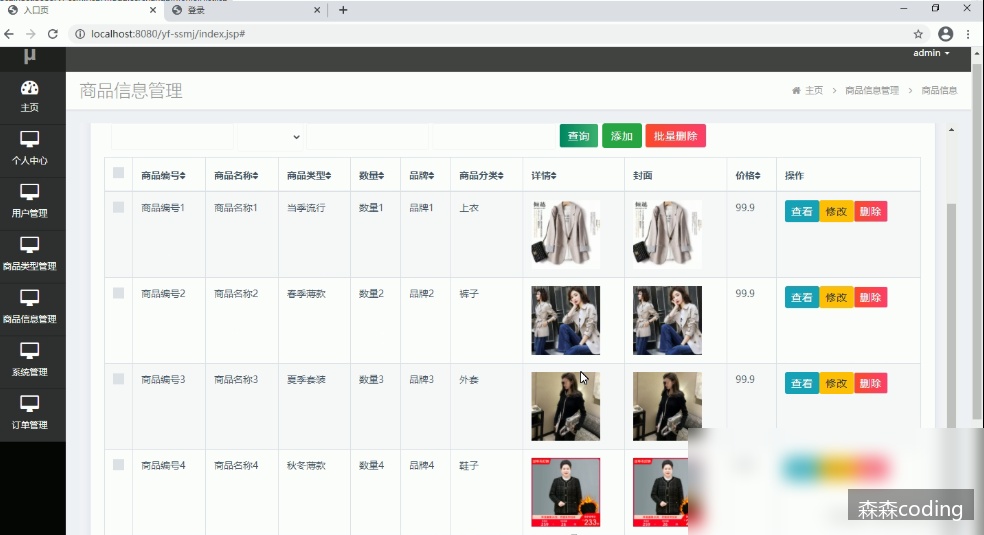 入口页
登录
localhost:8080/yf-ssmj/index.jsp#
μ
admin
主页
个人中心
用户管理
商品类型管理
商品信息管理
系统管理
订单管理
商品信息管理
主页 > 商品信息管理 > 商品信息
查询 添加 批量删除
商品编号 商品名称 商品类型 数量 品牌 商品分类 详情 封面 价格 操作
商品编号1 商品名称1 当季流行 数量1 品牌1 上衣 99.9 查看 修改 删除
商品编号2 商品名称2 春季薄款 数量2 品牌2 裤子 99.9 查看 修改 删除
商品编号3 商品名称3 夏季套装 数量3 品牌3 外套 99.9 查看 修改 删除
商品编号4 商品名称4 秋冬薄款 数量4 品牌4 鞋子
森森coding